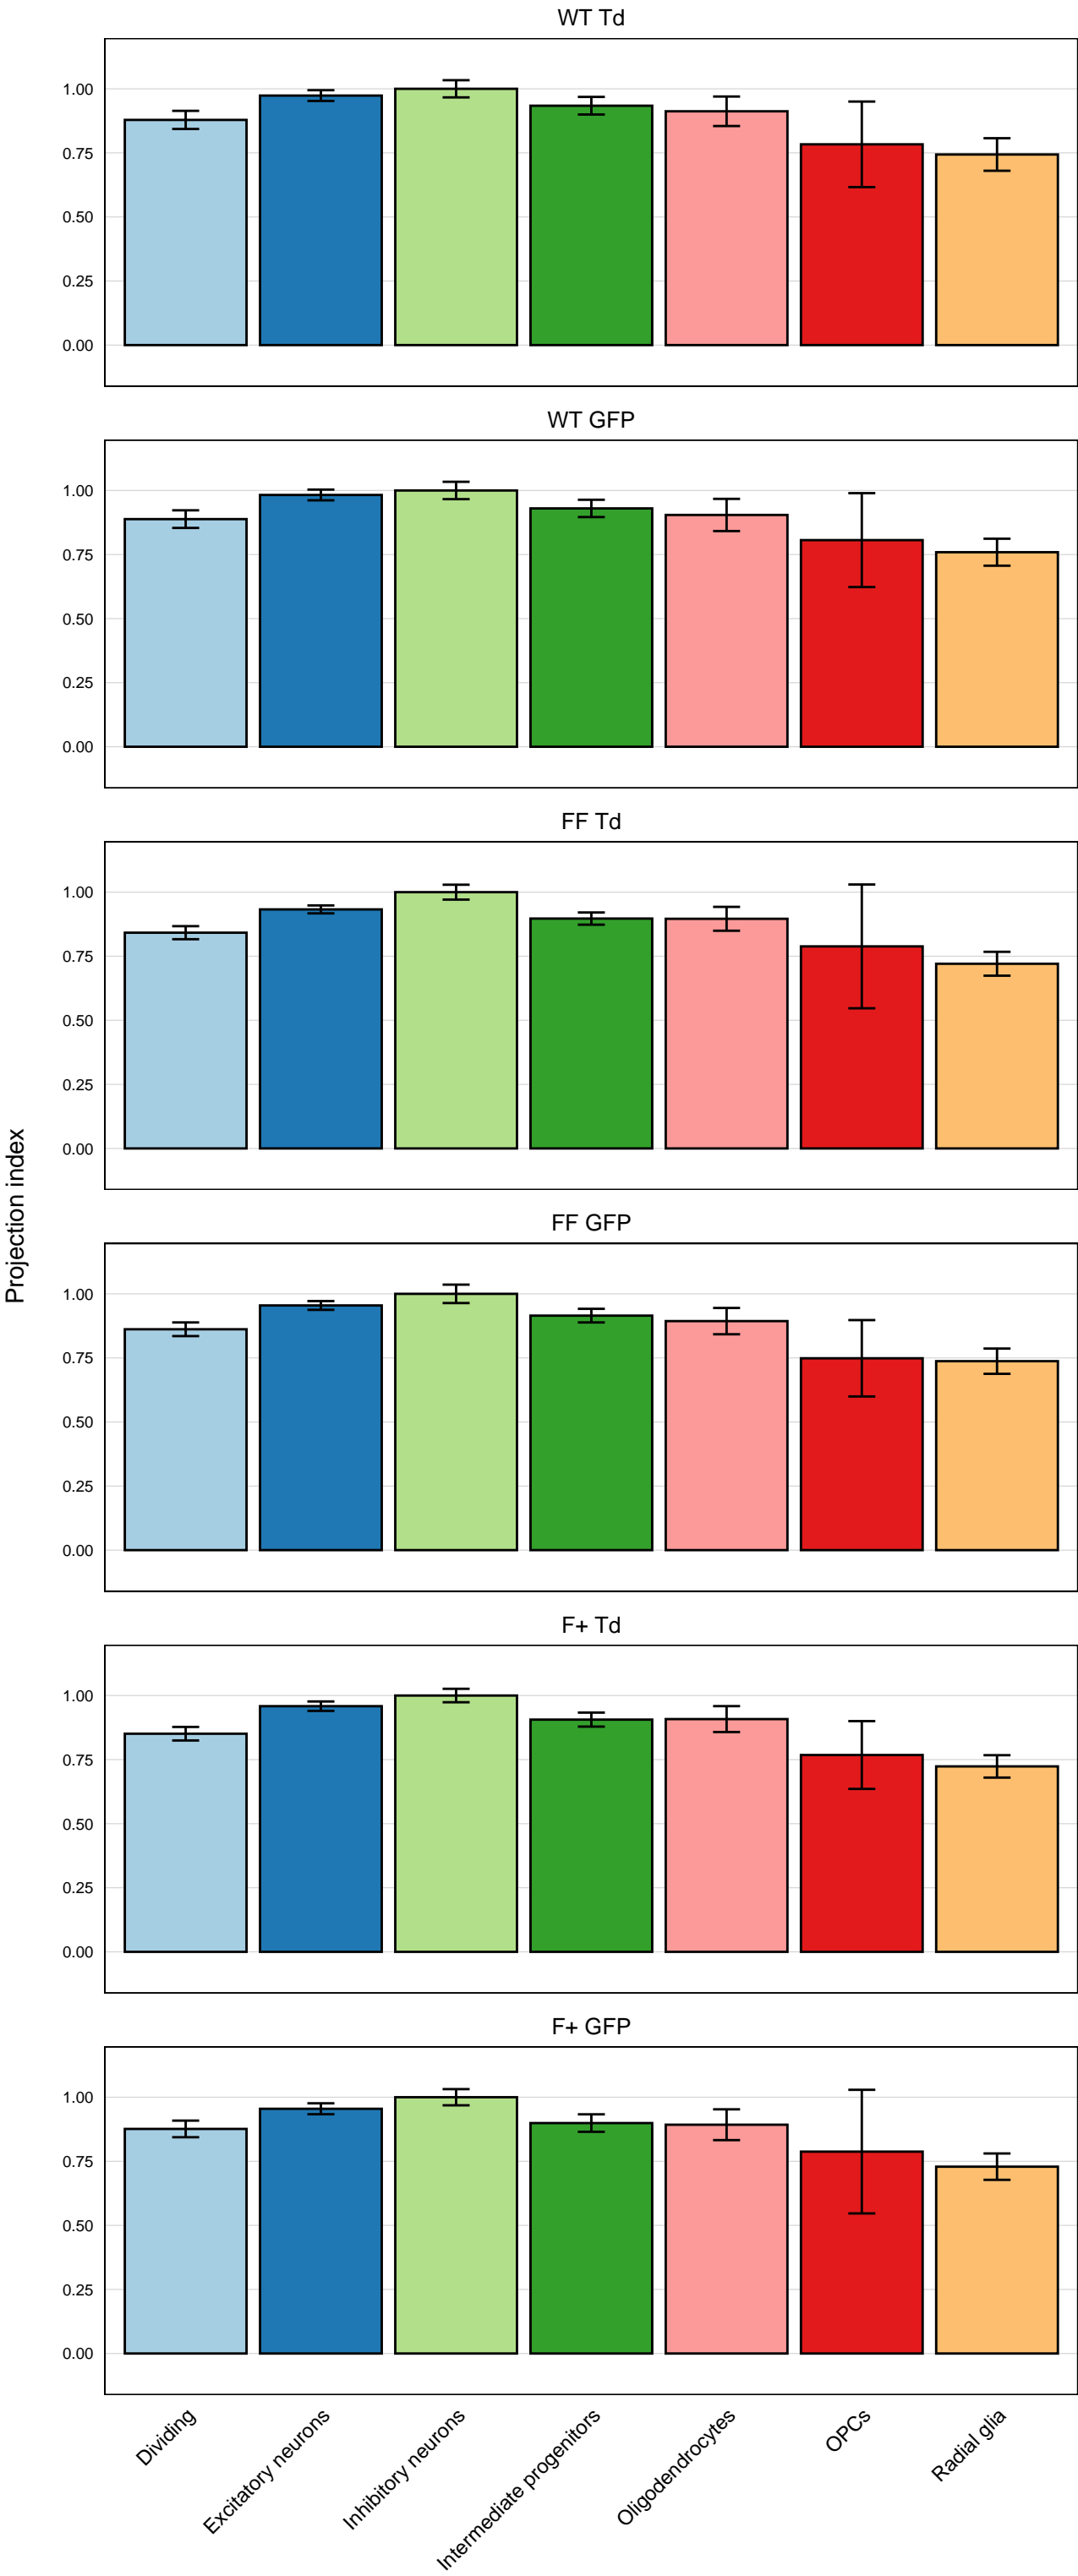 WT Td
1.00
0.75
0.50
0.25
0.00
WT GFP
1.00
0.75
0.50
0.25
0.00
FF Td
1.00
0.75
0.50
0.25
0.00
Projection index
FF GFP
1.00
0.75
0.50
0.25
0.00
F+ Td
1.00
0.75
0.50
0.25
0.00
F+ GFP
1.00
0.75
0.50
0.25
0.00
Dividing
Excitatory neurons
Inhibitory neurons
Intermediate progenitors
Oligodendrocytes
OPCs
Radial glia